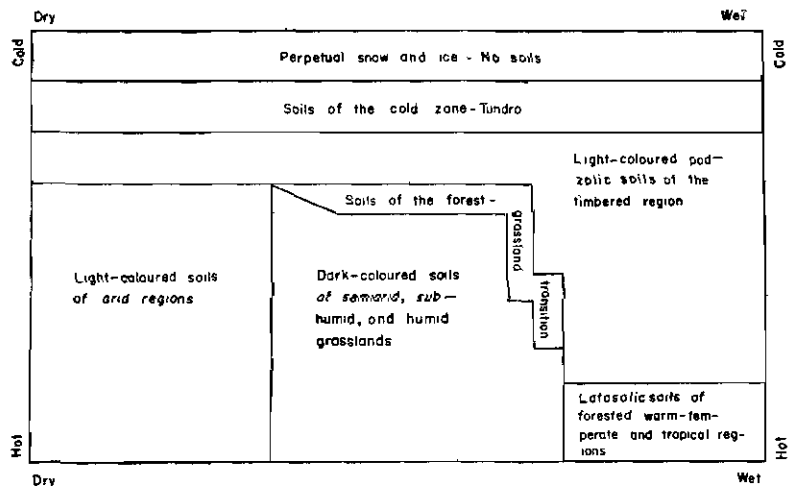 Dry
Wet
Cold
Cold
Perpetual snow and ice - No soils
Soils of the cold zone - Tundro
Light-coloured pod-
zolic soils of the
timbered region
Soils of the forest -
grassland
transition
Light-coloured soils
of arid regions
Dark-coloured soils
of semiarid, sub-
humid, and humid
grasslands
Latosolic soils of
forested warm-tem-
perate and tropical reg-
ions
Hot
Hot
Dry
Wet